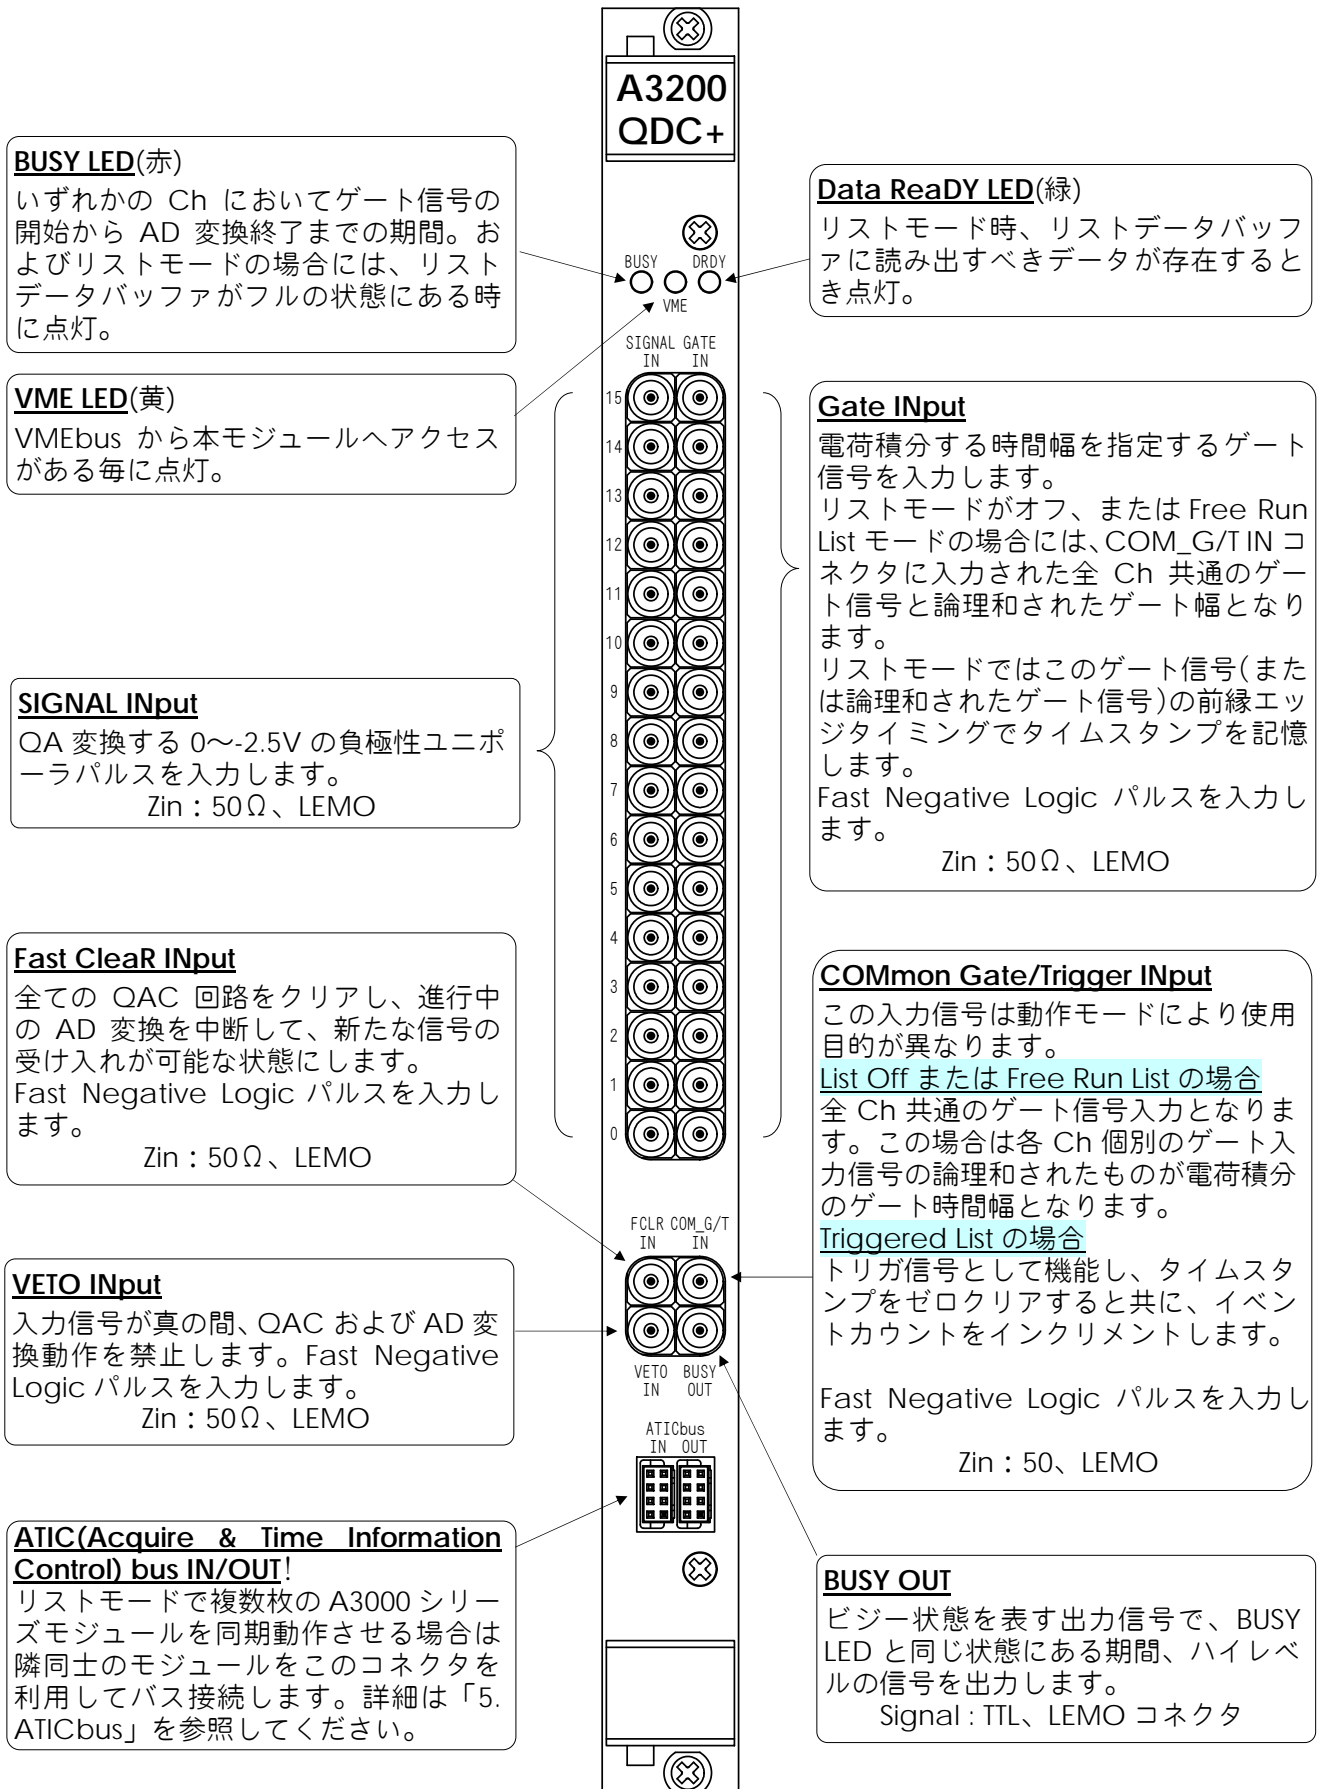 A3200
QDC+
BUSY LED(赤)
いずれかの Ch においてゲート信号の
開始から AD 変換終了までの期間。お
よびリストモードの場合には、リスト
データバッファがフルの状態にある時
に点灯。
VME LED(黄)
VMEbus から本モジュールへアクセス
がある毎に点灯。
SIGNAL INput
QA 変換する 0～-2.5V の負極性ユニポ
ーラパルスを入力します。
Zin：50Ω、LEMO
Fast CleaR INput
全ての QAC 回路をクリアし、進行中
の AD 変換を中断して、新たな信号の
受け入れが可能な状態にします。
Fast Negative Logic パルスを入力し
ます。
Zin：50Ω、LEMO
VETO INput
入力信号が真の間、QAC および AD 変
換動作を禁止します。Fast Negative
Logic パルスを入力します。
Zin：50Ω、LEMO
ATIC(Acquire & Time Information
Control) bus IN/OUT!
リストモードで複数枚の A3000 シリー
ズモジュールを同期動作させる場合は
隣同士のモジュールをこのコネクタを
利用してバス接続します。詳細は「5.
ATICbus」を参照してください。
BUSY DRDY
VME
SIGNAL GATE
IN IN
15
14
13
12
11
10
9
8
7
6
5
4
3
2
1
0
FCLR COM_G/T
IN IN
VETO BUSY
IN OUT
ATICbus
IN OUT
Data ReaDY LED(緑)
リストモード時、リストデータバッフ
ァに読み出すべきデータが存在すると
き点灯。
Gate INput
電荷積分する時間幅を指定するゲート
信号を入力します。
リストモードがオフ、または Free Run
List モードの場合には、COM_G/T IN コ
ネクタに入力された全 Ch 共通のゲー
ト信号と論理和されたゲート幅となり
ます。
リストモードではこのゲート信号(また
は論理和されたゲート信号)の前縁エッ
ジタイミングでタイムスタンプを記憶
します。
Fast Negative Logic パルスを入力し
ます。
Zin：50Ω、LEMO
COMmon Gate/Trigger INput
この入力信号は動作モードにより使用
目的が異なります。
List Off または Free Run List の場合
全 Ch 共通のゲート信号入力となりま
す。この場合は各 Ch 個別のゲート入
力信号の論理和されたものが電荷積分
のゲート時間幅となります。
Triggered List の場合
トリガ信号として機能し、タイムスタ
ンプをゼロクリアすると共に、イベン
トカウントをインクリメントします。
Fast Negative Logic パルスを入力し
ます。
Zin：50、LEMO
BUSY OUT
ビジー状態を表す出力信号で、BUSY
LED と同じ状態にある期間、ハイレベ
ルの信号を出力します。
Signal : TTL、LEMO コネクタ